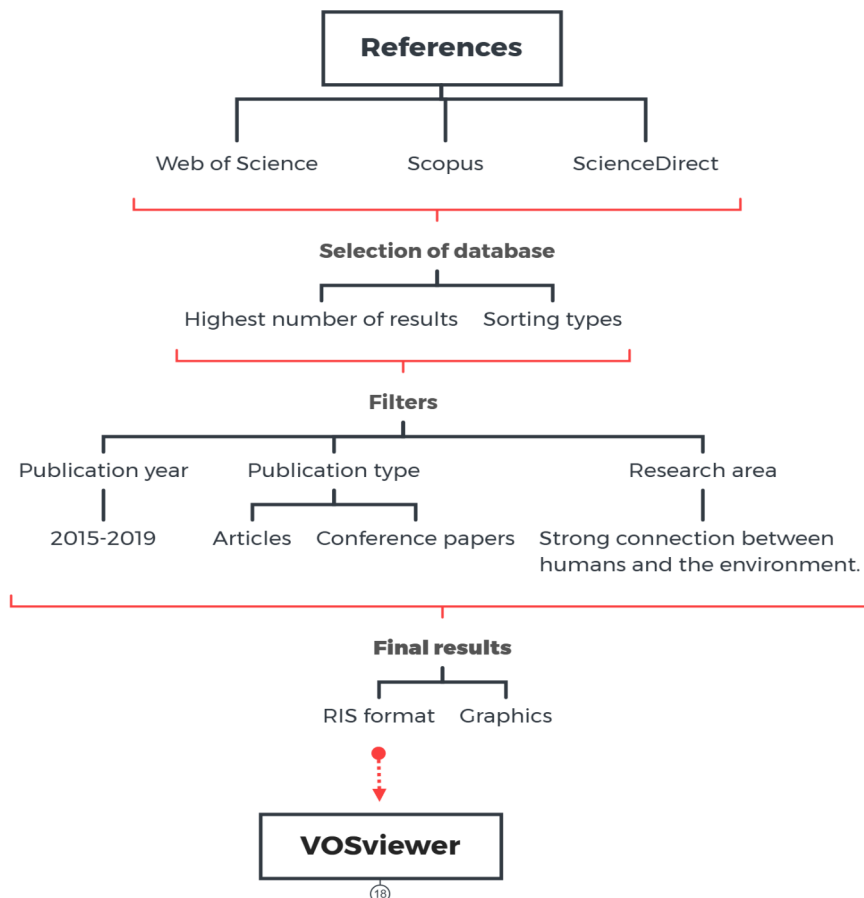 References
Web of Science Scopus ScienceDirect
Selection of database
Highest number of results Sorting types
Filters
Publication year Publication type Research area
2015-2019 Articles Conference papers Strong connection between
humans and the environment.
Final results
RIS format Graphics
VOSviewer
18